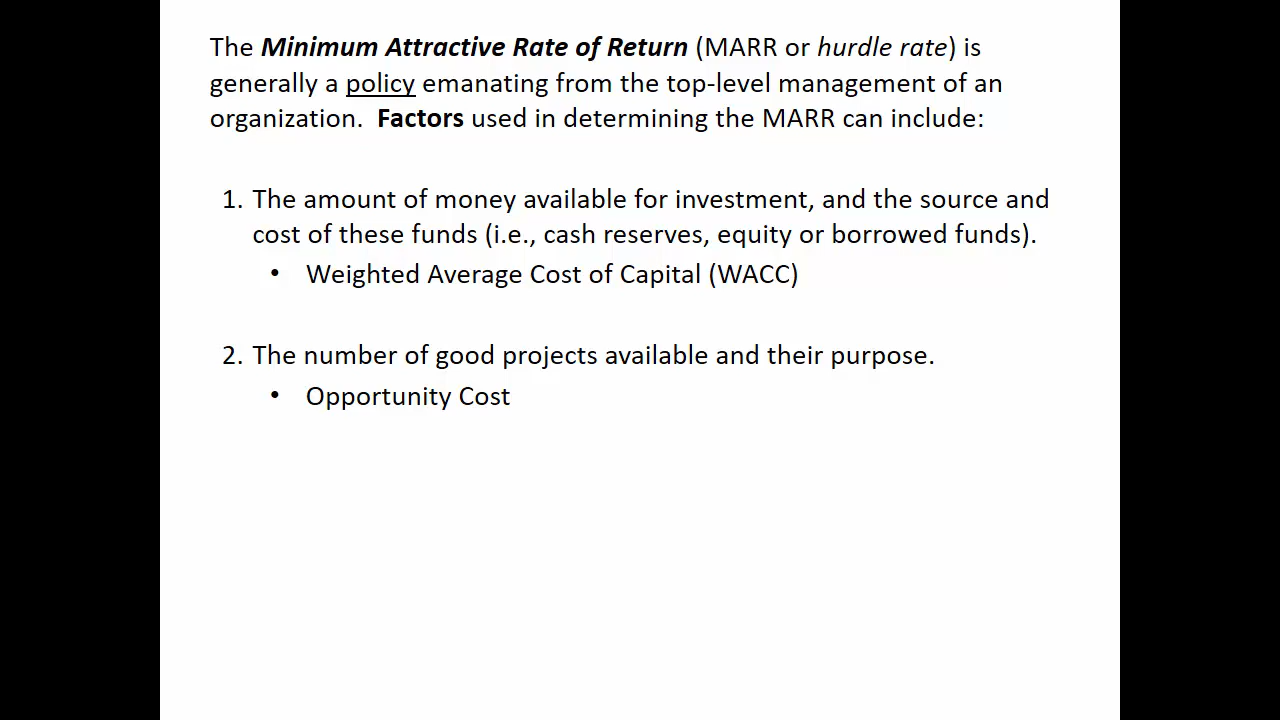 The Minimum Attractive Rate of Return (MARR or hurdle rate) is
generally a policy emanating from the top-level management of an
organization. Factors used in determining the MARR can include:
1. The amount of money available for investment, and the source and
cost of these funds (i.e., cash reserves, equity or borrowed funds).
• Weighted Average Cost of Capital (WACC)
2. The number of good projects available and their purpose.
• Opportunity Cost